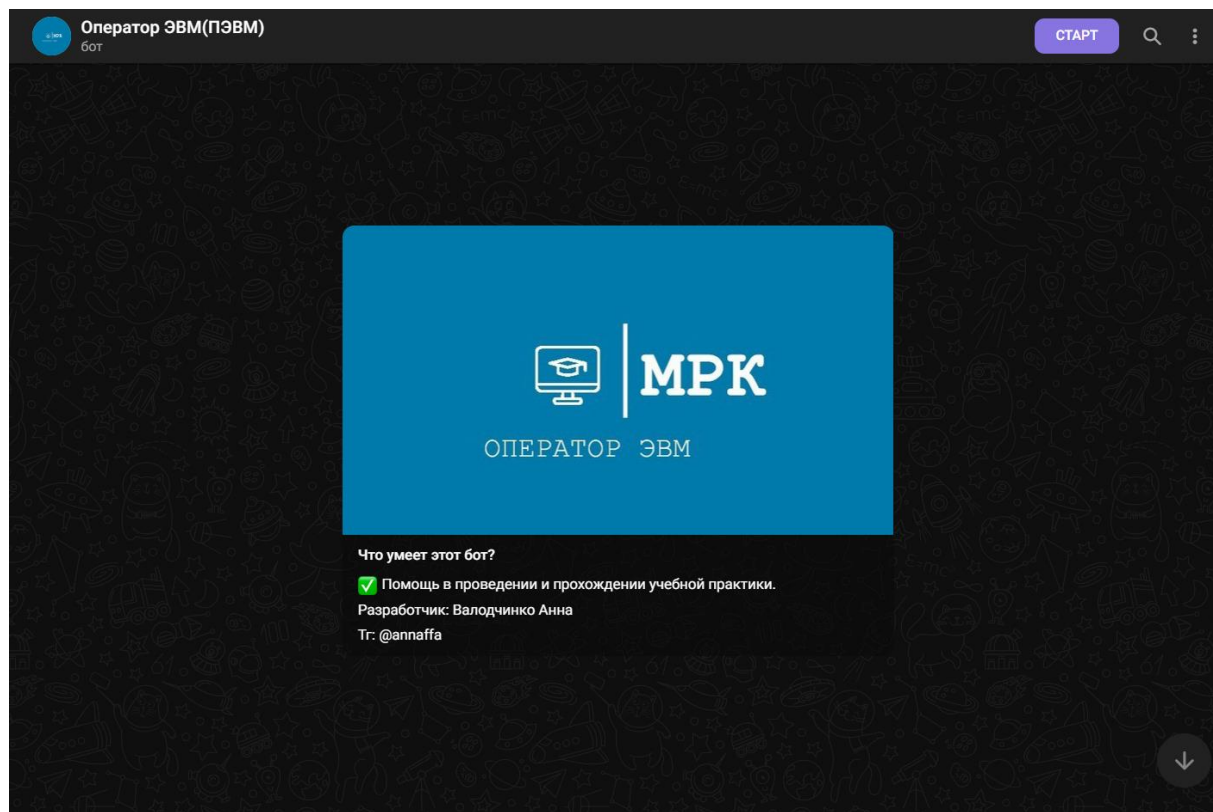 Оператор ЭВМ(ПЭВМ)
бот
СТАРТ
МРК
ОПЕРАТОР ЭВМ
Что умеет этот бот?
✅ Помощь в проведении и прохождении учебной практики.
Разработчик: Валодчинко Анна
Тг: @annaffa